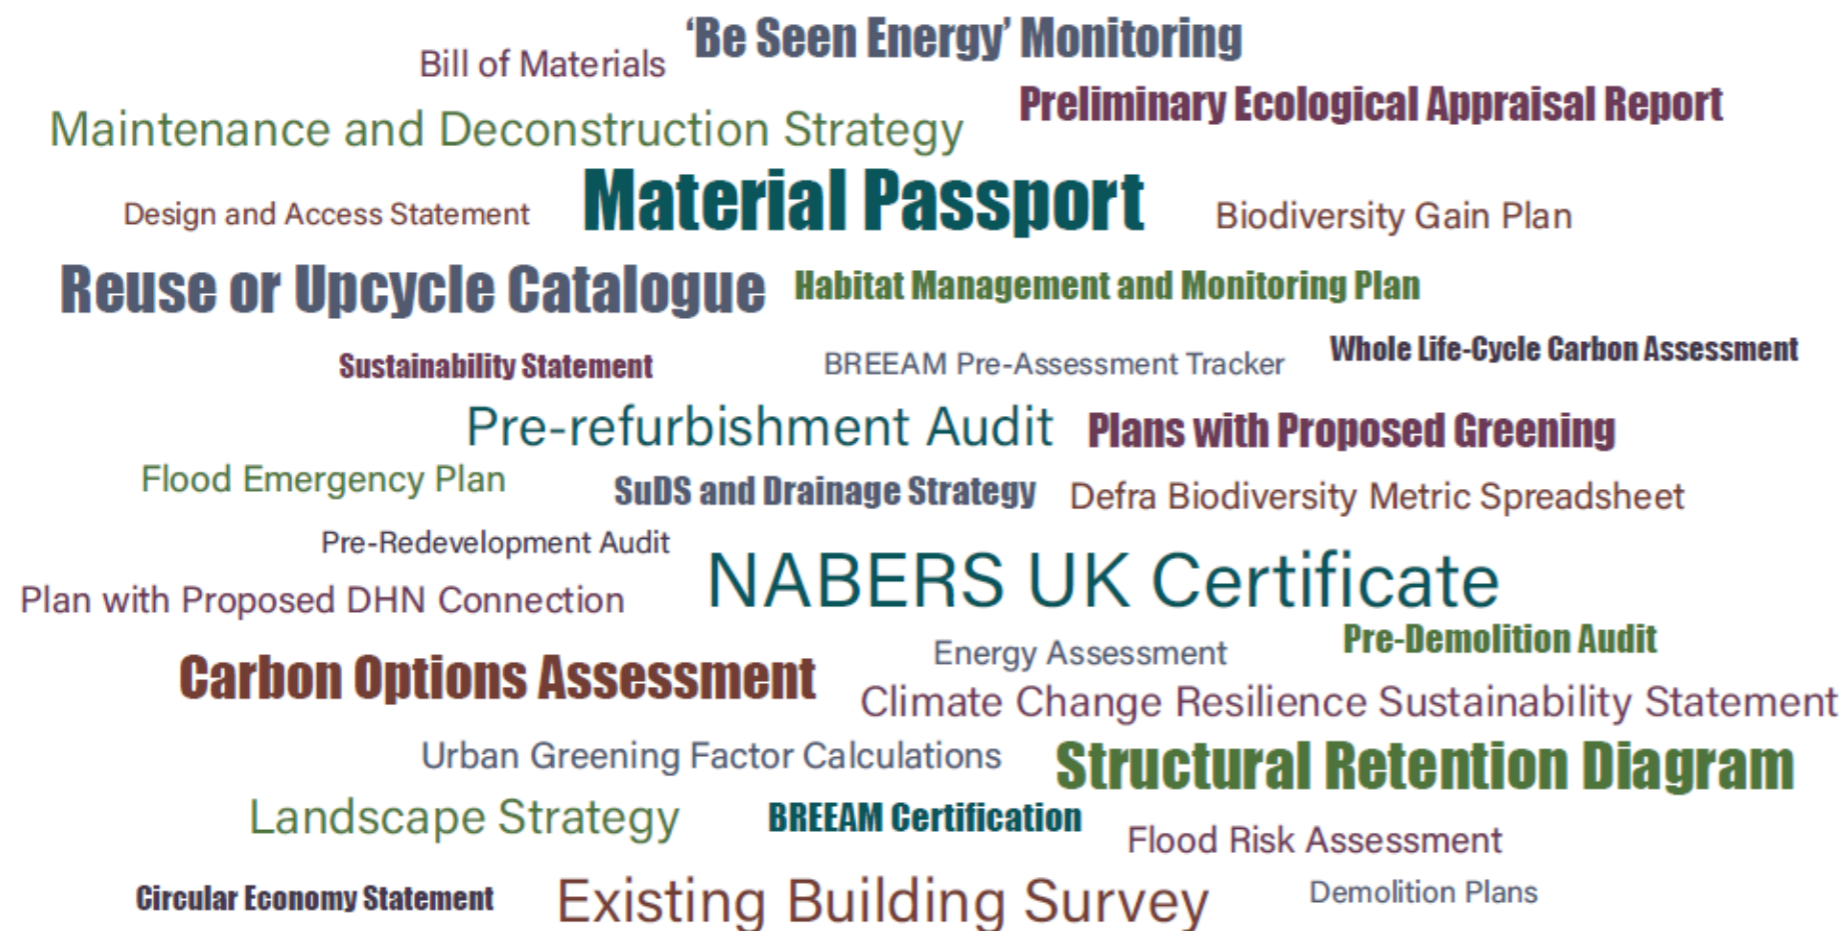 ‘Be Seen Energy’ Monitoring
Bill of Materials
Preliminary Ecological Appraisal Report
Maintenance and Deconstruction Strategy
Material Passport
Design and Access Statement
Biodiversity Gain Plan
Reuse or Upcycle Catalogue
Habitat Management and Monitoring Plan
Whole Life-Cycle Carbon Assessment
Sustainability Statement
BREEAM Pre-Assessment Tracker
Pre-refurbishment Audit
Plans with Proposed Greening
Flood Emergency Plan
SuDS and Drainage Strategy
Defra Biodiversity Metric Spreadsheet
Pre-Redevelopment Audit
NABERS UK Certificate
Plan with Proposed DHN Connection
Pre-Demolition Audit
Energy Assessment
Carbon Options Assessment
Climate Change Resilience Sustainability Statement
Urban Greening Factor Calculations
Structural Retention Diagram
Landscape Strategy
BREEAM Certification
Flood Risk Assessment
Circular Economy Statement
Existing Building Survey
Demolition Plans